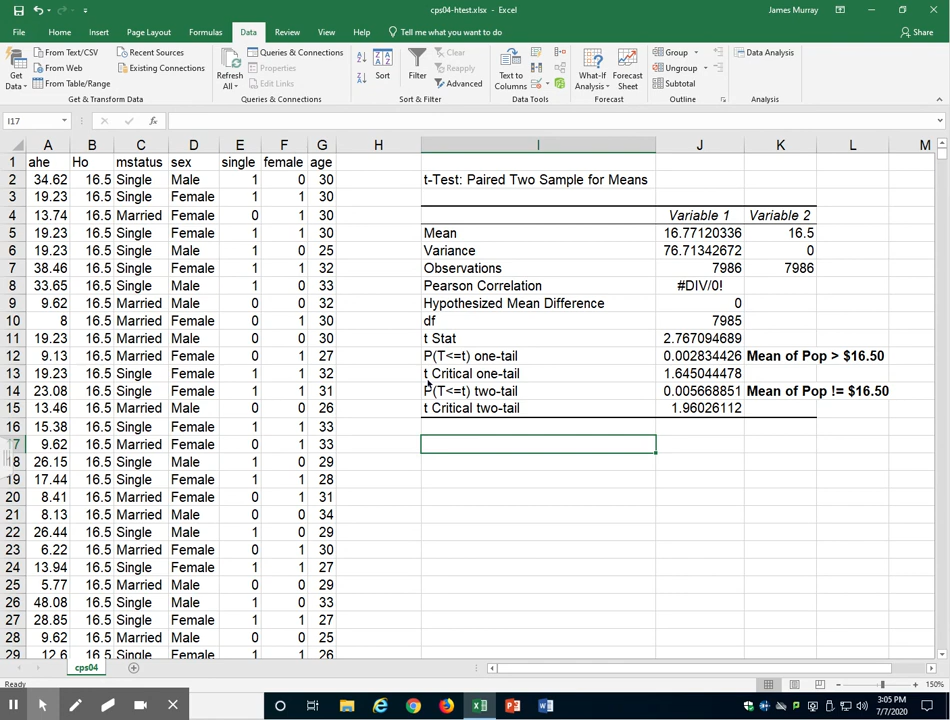 cps04-htest.xlsx - Excel
James Murray
File Home Insert Page Layout Formulas Data Review View Help Tell me what you want to do Share
Get Data From Text/CSV Recent Sources
From Web Existing Connections
From Table/Range
Get & Transform Data
Refresh All Queries & Connections
Properties
Edit Links
Queries & Connections
Sort Filter Clear
Reapply
Advanced
Sort & Filter
Text to Columns
Data Tools
What-If Analysis Forecast Sheet
Forecast
Group
Ungroup
Subtotal
Outline
Data Analysis
Analysis
I17 fx
A B C D E F G H I J K L M
1 ahe Ho mstatus sex single female age
2 34.62 16.5 Single Male 1 0 30 t-Test: Paired Two Sample for Means
3 19.23 16.5 Single Female 1 1 30
4 13.74 16.5 Married Female 0 1 30 Variable 1 Variable 2
5 19.23 16.5 Single Female 1 1 30 Mean 16.77120336 16.5
6 19.23 16.5 Single Male 1 0 25 Variance 76.71342672 0
7 38.46 16.5 Single Female 1 1 32 Observations 7986 7986
8 33.65 16.5 Single Male 1 0 33 Pearson Correlation #DIV/0!
9 9.62 16.5 Married Male 0 0 32 Hypothesized Mean Difference 0
10 8 16.5 Married Female 0 1 30 df 7985
11 19.23 16.5 Married Male 0 0 30 t Stat 2.767094689
12 9.13 16.5 Married Female 0 1 27 P(T<=t) one-tail 0.002834426 Mean of Pop > $16.50
13 19.23 16.5 Single Female 1 1 32 t Critical one-tail 1.645044478
14 23.08 16.5 Single Female 1 1 31 P(T<=t) two-tail 0.005668851 Mean of Pop != $16.50
15 13.46 16.5 Married Male 0 0 26 t Critical two-tail 1.96026112
16 15.38 16.5 Single Female 1 1 33
17 9.62 16.5 Married Female 0 1 33
18 26.15 16.5 Single Male 1 0 29
19 17.44 16.5 Single Female 1 1 28
20 8.41 16.5 Married Female 0 1 31
21 8.13 16.5 Married Male 0 0 34
22 26.44 16.5 Single Male 1 0 29
23 6.22 16.5 Married Female 0 1 30
24 13.94 16.5 Single Female 1 1 27
25 5.77 16.5 Married Male 0 0 29
26 48.08 16.5 Single Male 1 0 33
27 28.85 16.5 Single Female 1 1 27
28 9.62 16.5 Married Male 0 0 25
29 12.6 16.5 Single Female 1 1 26
cps04
Ready 150%
3:05 PM
7/7/2020